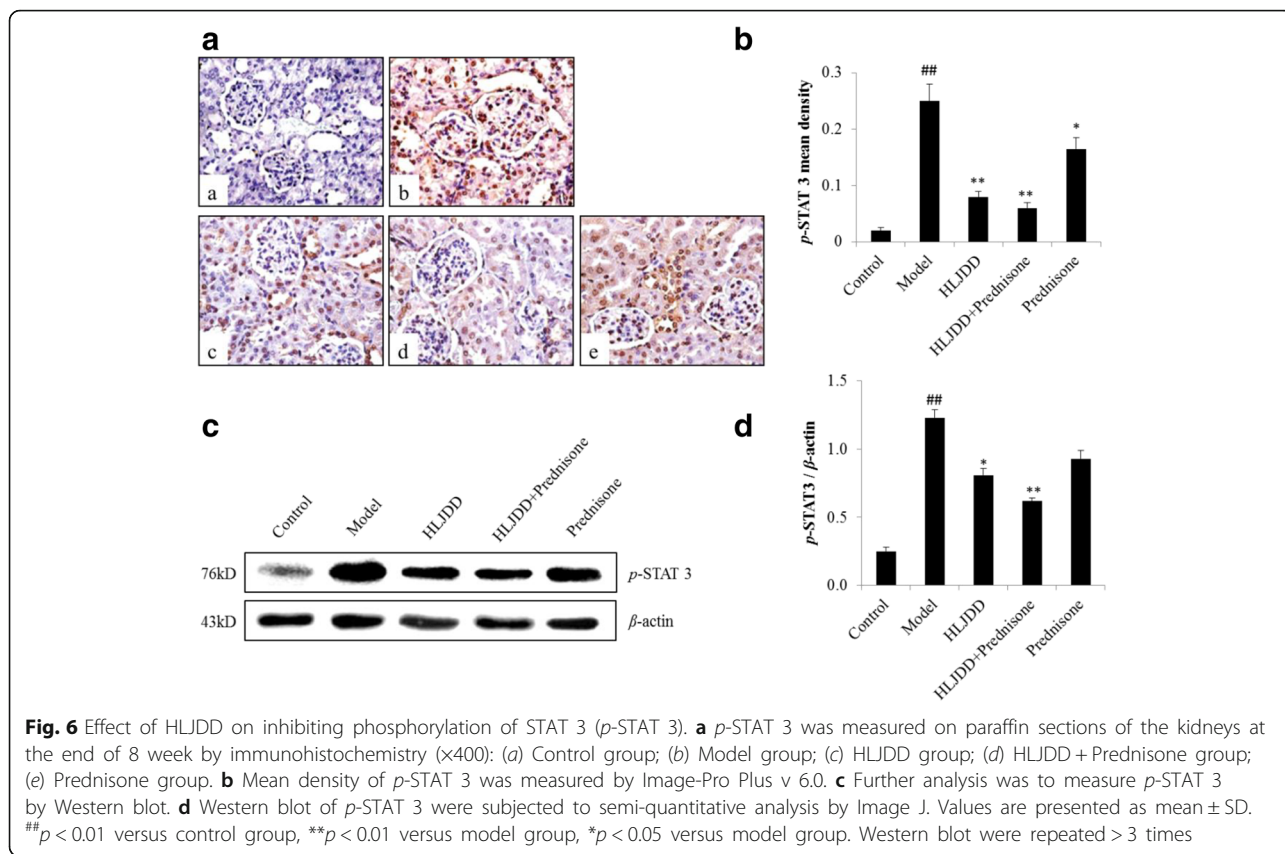 a
b
a
b
c
d
e
p-STAT 3 mean density
0.3
0.2
0.1
0
##
**
**
*
Control
Model
HLJDD
HLJDD+Prednisone
Prednisone
c
Control
Model
HLJDD
HLJDD+Prednisone
Prednisone
76kD
p-STAT 3
43kD
β-actin
d
p-STAT3 / β-actin
1.5
1.0
0.5
0.0
##
*
**
Control
Model
HLJDD
HLJDD+Prednisone
Prednisone
Fig. 6 Effect of HLJDD on inhibiting phosphorylation of STAT 3 (p-STAT 3). a p-STAT 3 was measured on paraffin sections of the kidneys at
the end of 8 week by immunohistochemistry (×400): (a) Control group; (b) Model group; (c) HLJDD group; (d) HLJDD + Prednisone group;
(e) Prednisone group. b Mean density of p-STAT 3 was measured by Image-Pro Plus v 6.0. c Further analysis was to measure p-STAT 3
by Western blot. d Western blot of p-STAT 3 were subjected to semi-quantitative analysis by Image J. Values are presented as mean ± SD.
##p < 0.01 versus control group, **p < 0.01 versus model group, *p < 0.05 versus model group. Western blot were repeated > 3 times